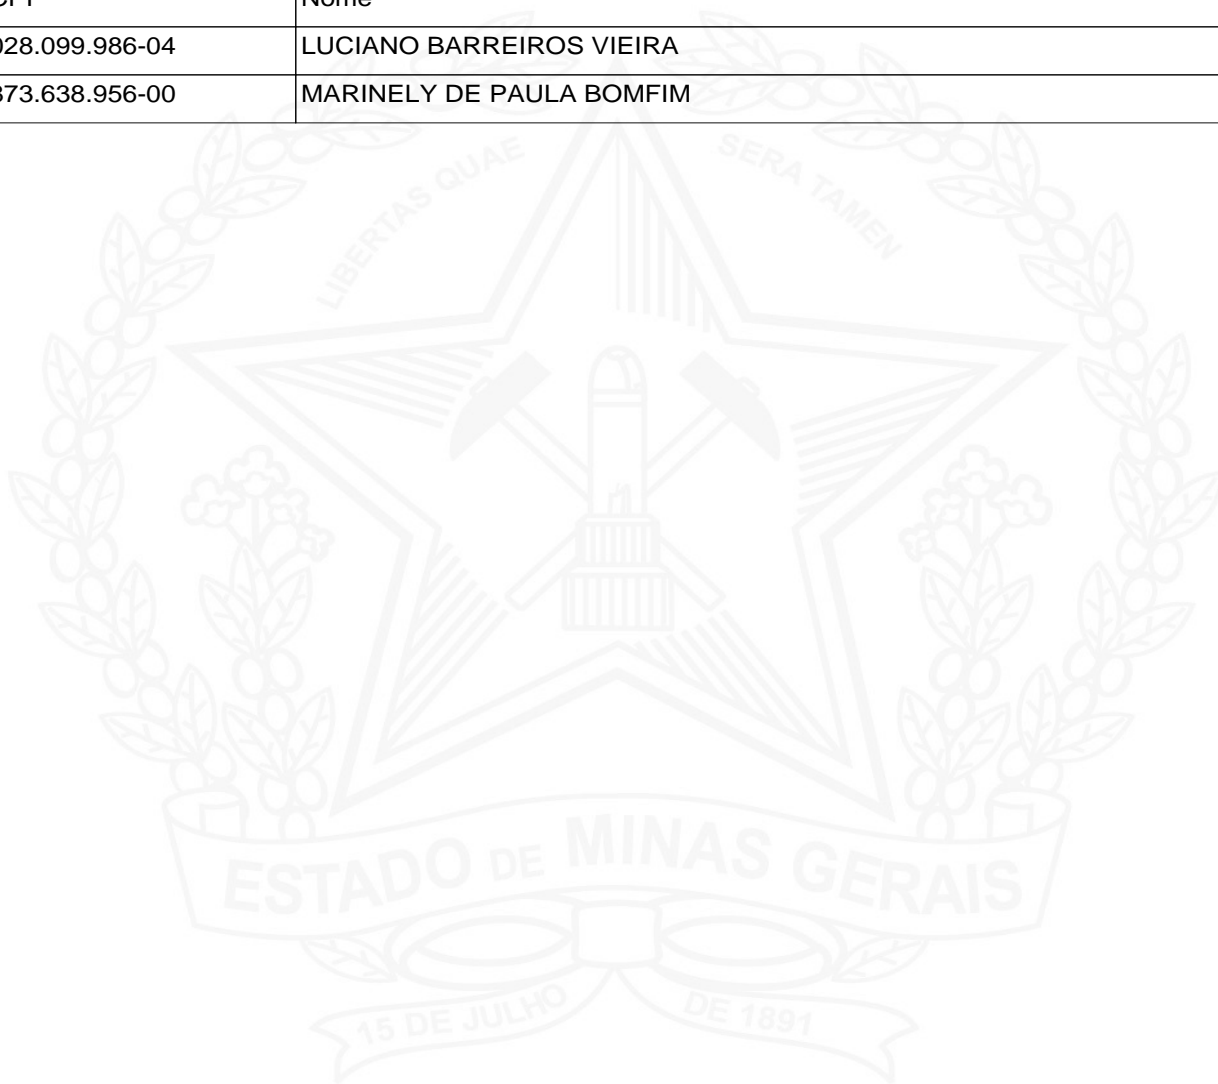 Nome
028.099.986-04 LUCIANO BARREIROS VIEIRA
873.638.956-00 MARINELY DE PAULA BOMFIM
LIBERTAS QUAE SERA TAMEN
ESTADO DE MINAS GERAIS
15 DE JULHO DE 1891